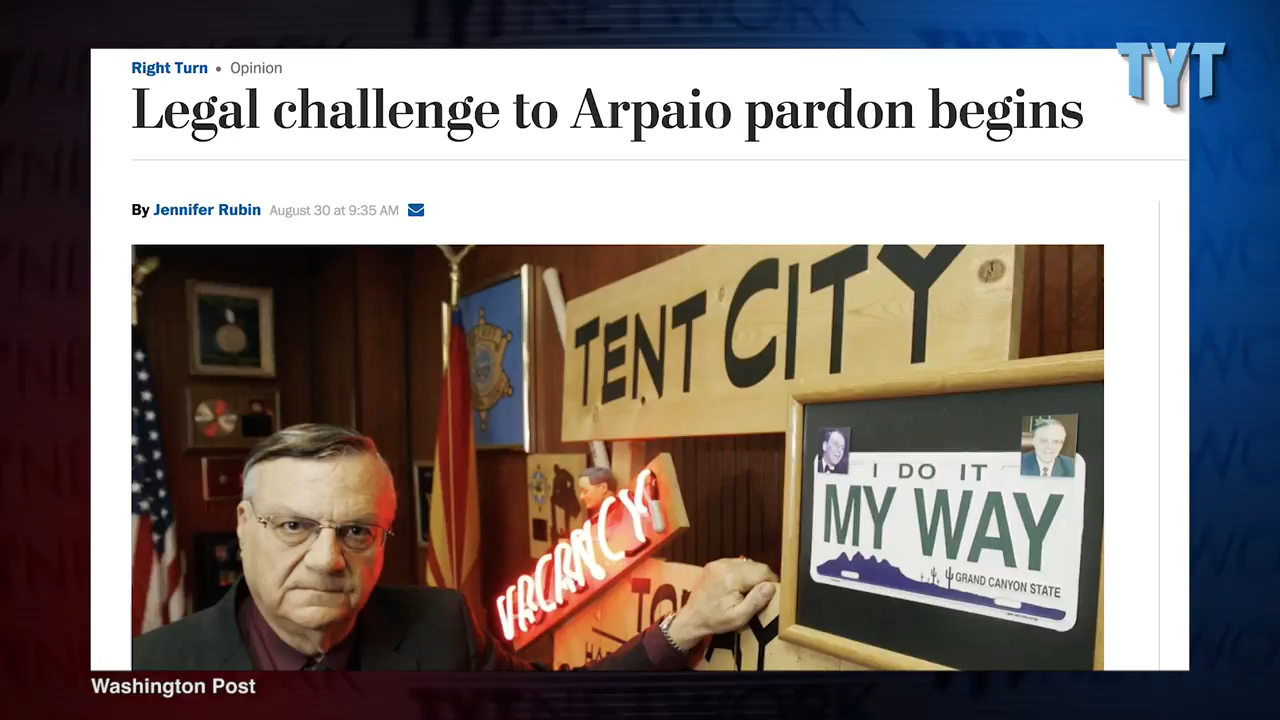 TYT
Right Turn • Opinion
Legal challenge to Arpaio pardon begins
By Jennifer Rubin August 30 at 9:35 AM
TENT CITY
I DO IT
MY WAY
GRAND CANYON STATE
VACANCY
Washington Post